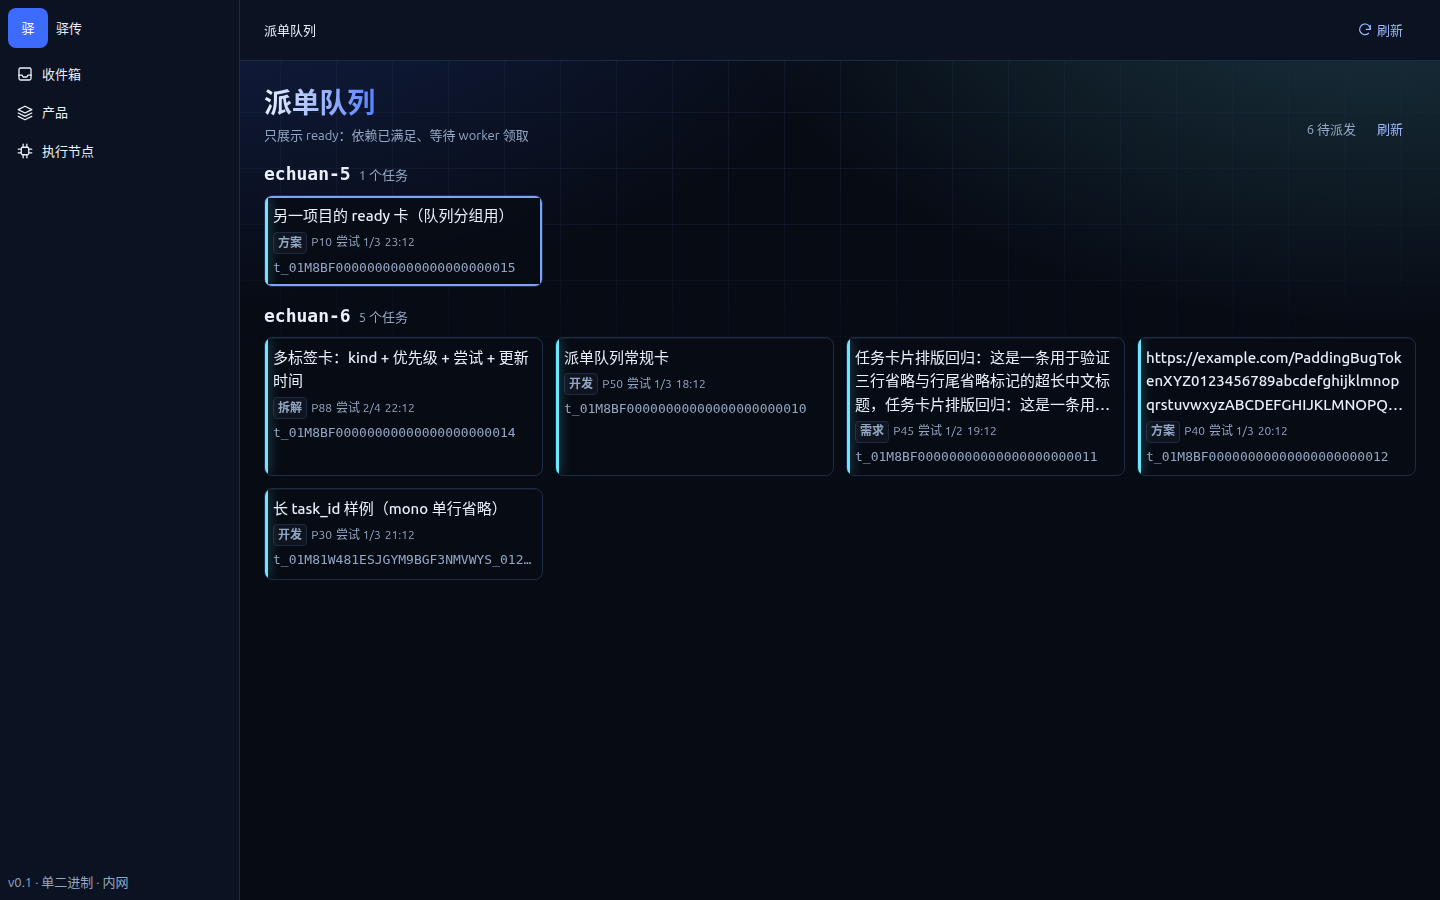 驿 驿传
收件箱
产品
执行节点
v0.1 · 单二进制 · 内网
派单队列
刷新
派单队列
只展示 ready：依赖已满足、等待 worker 领取
6 待派发 刷新
echuan-5 1 个任务
另一项目的 ready 卡（队列分组用）
方案 P10 尝试 1/3 23:12
t_01M8BF00000000000000000000015
echuan-6 5 个任务
多标签卡：kind + 优先级 + 尝试 + 更新
时间
拆解 P88 尝试 2/4 22:12
t_01M8BF00000000000000000000014
派单队列常规卡
开发 P50 尝试 1/3 18:12
t_01M8BF00000000000000000000010
任务卡片排版回归：这是一条用于验证
三行省略与行尾省略标记的超长中文标
题，任务卡片排版回归：这是一条用...
需求 P45 尝试 1/2 19:12
t_01M8BF00000000000000000000011
https://example.com/PaddingBugTok
enXYZ0123456789abcdefghijklmnop
qrstuvwxyzABCDEFGHIJKLMNOPQ...
方案 P40 尝试 1/3 20:12
t_01M8BF00000000000000000000012
长 task_id 样例（mono 单行省略）
开发 P30 尝试 1/3 21:12
t_01M81W481ESJGYM9BGF3NMVWYS_012…